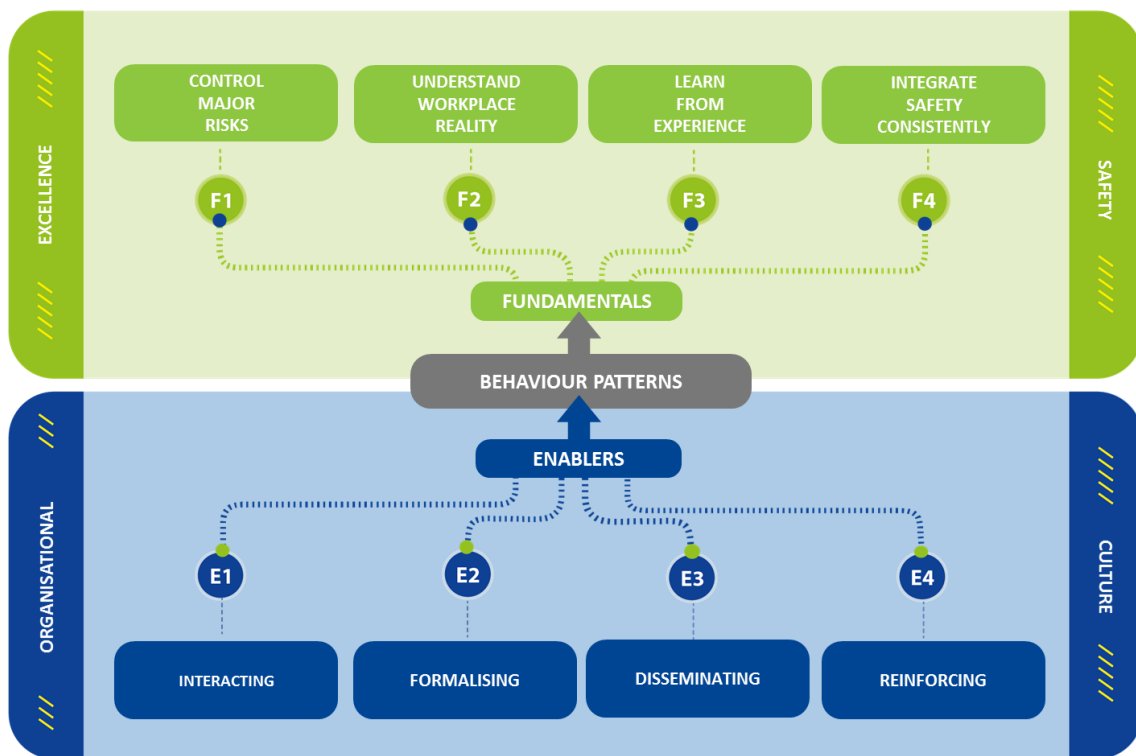 CONTROL
MAJOR
RISKS
UNDERSTAND
WORKPLACE
REALITY
LEARN
FROM
EXPERIENCE
INTEGRATE
SAFETY
CONSISTENTLY
EXCELLENCE
SAFETY
F1
F2
F3
F4
FUNDAMENTALS
BEHAVIOUR PATTERNS
ENABLERS
ORGANISATIONAL
CULTURE
E1
E2
E3
E4
INTERACTING
FORMALISING
DISSEMINATING
REINFORCING